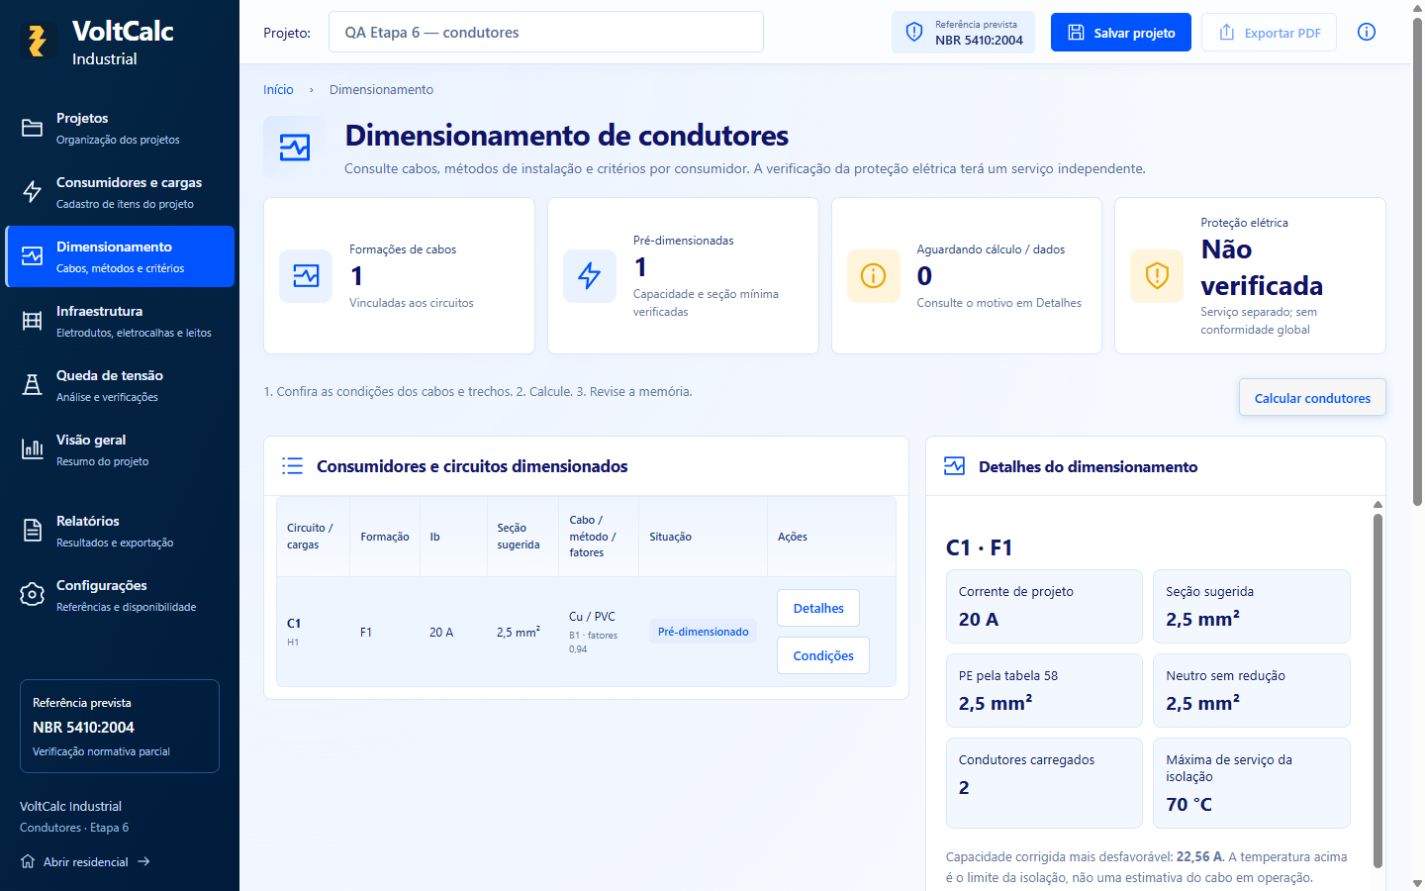 VoltCalc
Industrial
Projetos
Organização dos projetos
Consumidores e cargas
Cadastro de itens do projeto
Dimensionamento
Cabos, métodos e critérios
Infraestrutura
Eletrodutos, eletrocalhas e leitos
Queda de tensão
Análise e verificações
Visão geral
Resumo do projeto
Relatórios
Resultados e exportação
Configurações
Referências e disponibilidade
Referência prevista
NBR 5410:2004
Verificação normativa parcial
VoltCalc Industrial
Condutores · Etapa 6
Abrir residencial →
Projeto:
QA Etapa 6 — condutores
Referência prevista
NBR 5410:2004
Salvar projeto
Exportar PDF
Início › Dimensionamento
Dimensionamento de condutores
Consulte cabos, métodos de instalação e critérios por consumidor. A verificação da proteção elétrica terá um serviço independente.
Formações de cabos
1
Vinculadas aos circuitos
Pré-dimensionadas
1
Capacidade e seção mínima
verificadas
Aguardando cálculo / dados
0
Consulte o motivo em Detalhes
Proteção elétrica
Não
verificada
Serviço separado; sem
conformidade global
1. Confira as condições dos cabos e trechos. 2. Calcule. 3. Revise a memória.
Calcular condutores
Consumidores e circuitos dimensionados
Circuito /
cargas
Formação
Ib
Seção
sugerida
Cabo /
método /
fatores
Situação
Ações
C1
H1
F1
20 A
2,5 mm²
Cu / PVC
B1 · fatores
0,94
Pré-dimensionado
Detalhes
Condições
Detalhes do dimensionamento
C1 · F1
Corrente de projeto
20 A
Seção sugerida
2,5 mm²
PE pela tabela 58
2,5 mm²
Neutro sem redução
2,5 mm²
Condutores carregados
2
Máxima de serviço da
isolação
70 °C
Capacidade corrigida mais desfavorável: 22,56 A. A temperatura acima
é o limite da isolação, não uma estimativa do cabo em operação.